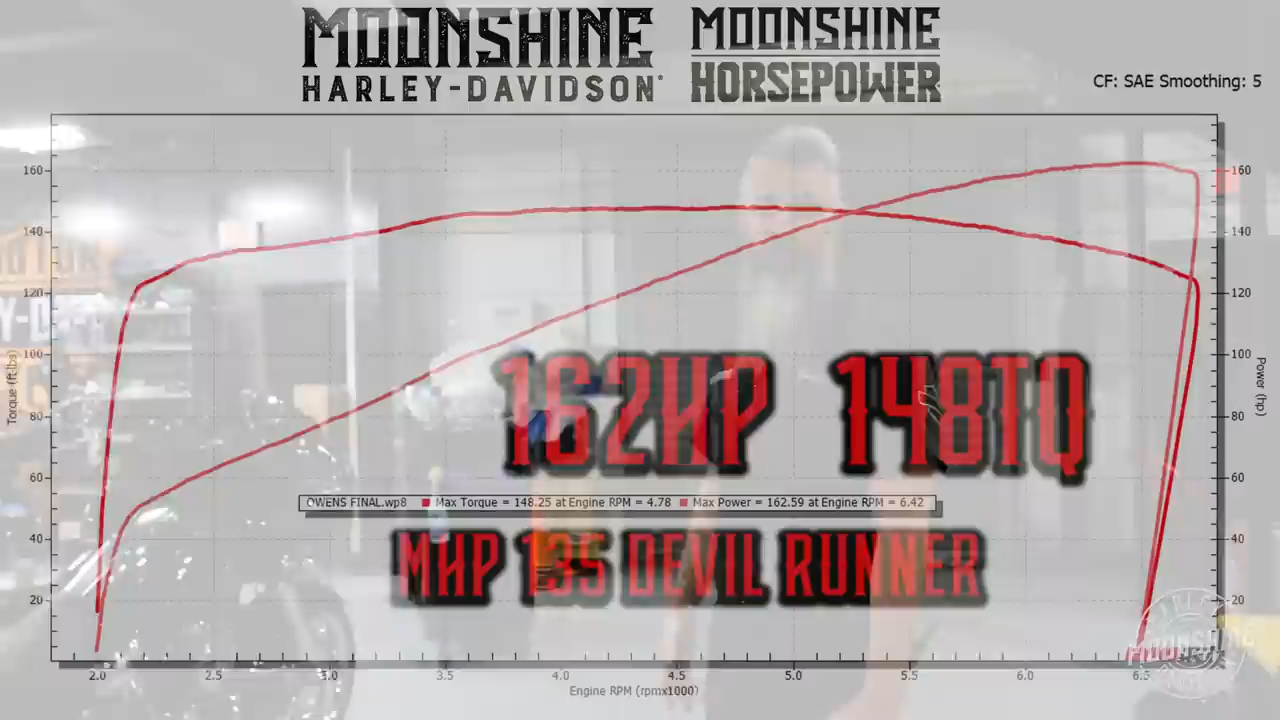 MOONSHINE
HARLEY-DAVIDSON
MOONSHINE
HORSEPOWER
CF: SAE Smoothing: 5
160
140
120
100
80
60
40
20
Torque (ft·lbs)
160
140
120
100
80
60
40
20
Power (hp)
162HP 148TQ
OWENS FINAL.wp8 Max Torque = 148.25 at Engine RPM = 4.78 Max Power = 162.59 at Engine RPM = 6.42
MHP 135 DEVIL RUNNER
2.0 2.5 3.0 3.5 4.0 4.5 5.0 5.5 6.0 6.5
Engine RPM (rpmx1000)
MOONSHINE